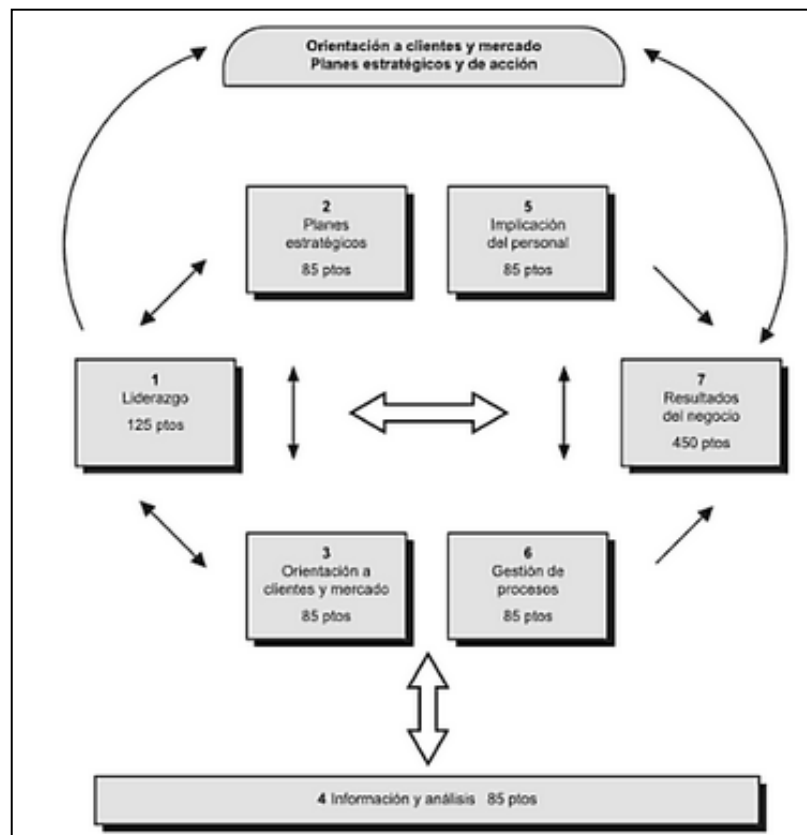 Orientación a clientes y mercado
Planes estratégicos y de acción
2
Planes
estratégicos
85 ptos
5
Implicación
del personal
85 ptos
1
Liderazgo
125 ptos
7
Resultados
del negocio
450 ptos
3
Orientación a
clientes y mercado
85 ptos
6
Gestión de
procesos
85 ptos
4 Información y análisis 85 ptos